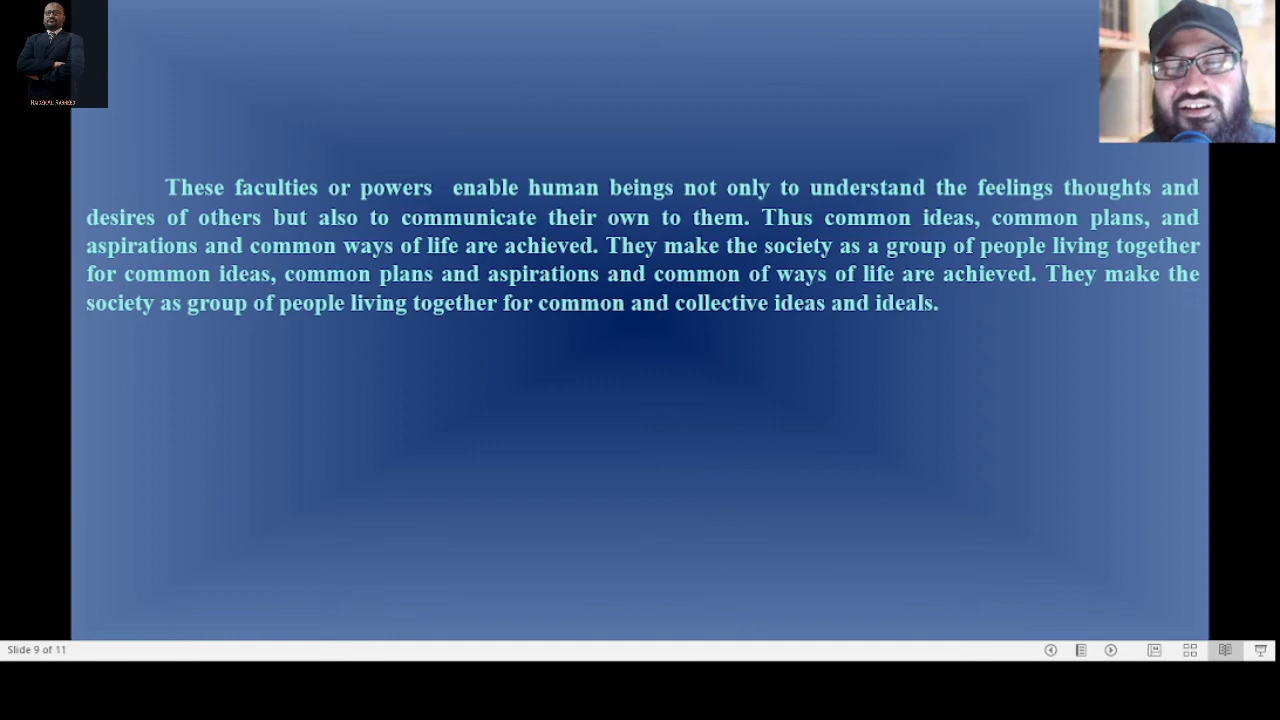 These faculties or powers enable human beings not only to understand the feelings thoughts and
desires of others but also to communicate their own to them. Thus common ideas, common plans, and
aspirations and common ways of life are achieved. They make the society as a group of people living together
for common ideas, common plans and aspirations and common of ways of life are achieved. They make the
society as group of people living together for common and collective ideas and ideals.
Slide 9 of 11